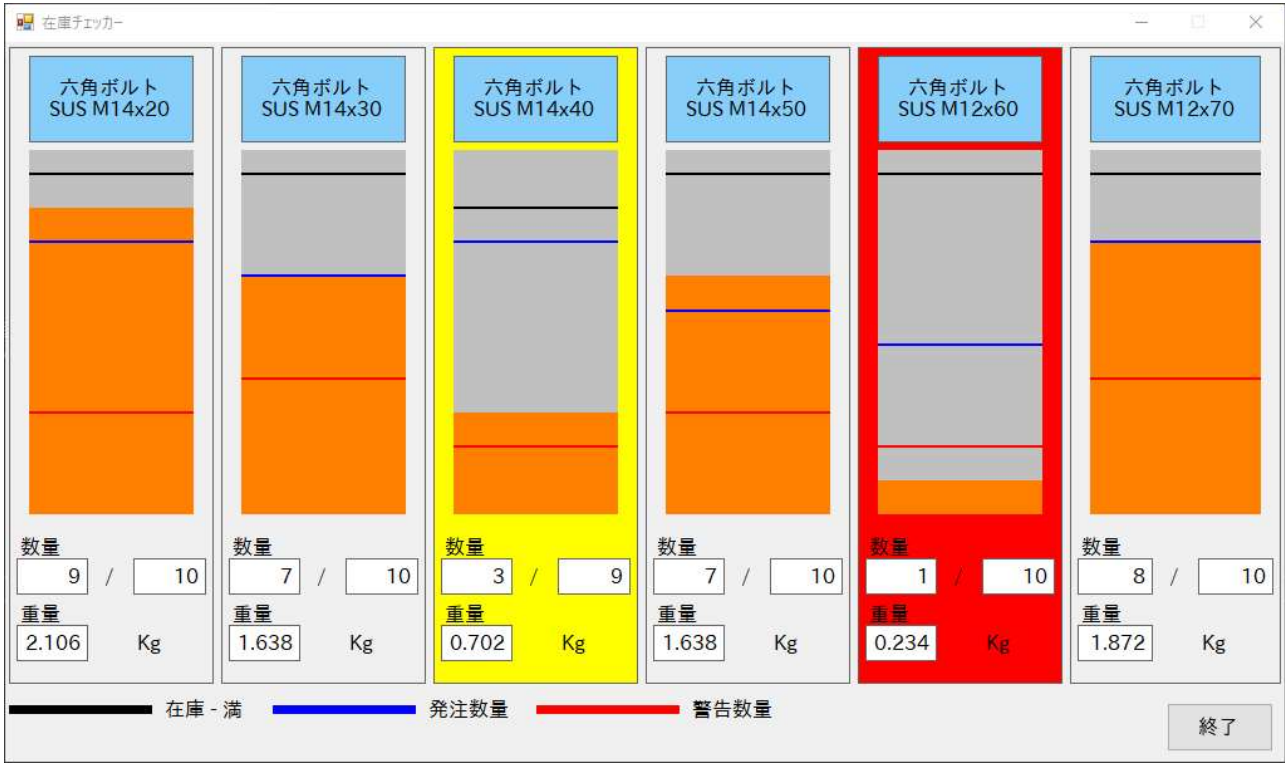 在庫チェッカー
六角ボルト
SUS M14x20
数量
9 / 10
重量
2.106 Kg
六角ボルト
SUS M14x30
数量
7 / 10
重量
1.638 Kg
六角ボルト
SUS M14x40
数量
3 / 9
重量
0.702 Kg
六角ボルト
SUS M14x50
数量
7 / 10
重量
1.638 Kg
六角ボルト
SUS M12x60
数量
1 / 10
重量
0.234 Kg
六角ボルト
SUS M12x70
数量
8 / 10
重量
1.872 Kg
在庫 - 満 発注数量 警告数量
終了